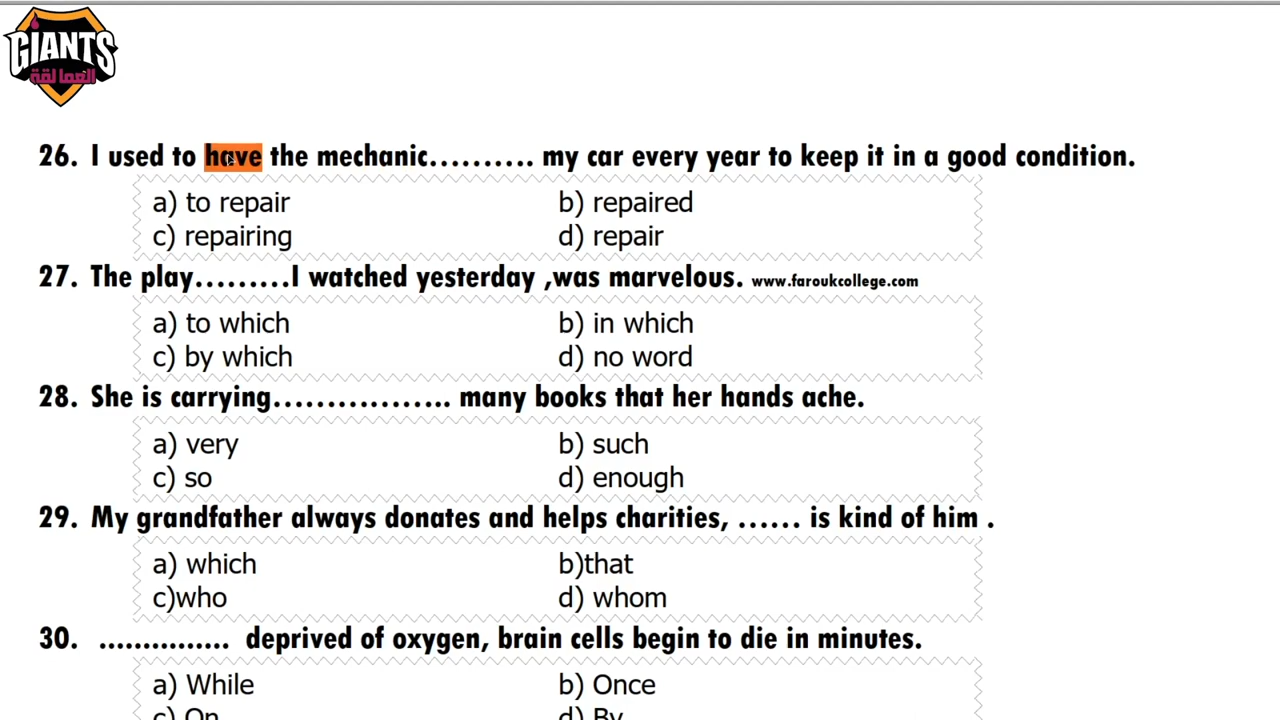 GIANTS
العمالقة
26. I used to have the mechanic………. my car every year to keep it in a good condition.
a) to repair b) repaired
c) repairing d) repair
27. The play………I watched yesterday ,was marvelous. www.faroukcollege.com
a) to which b) in which
c) by which d) no word
28. She is carrying…………….. many books that her hands ache.
a) very b) such
c) so d) enough
29. My grandfather always donates and helps charities, …… is kind of him .
a) which b)that
c)who d) whom
30. …………… deprived of oxygen, brain cells begin to die in minutes.
a) While b) Once
c) On d) By